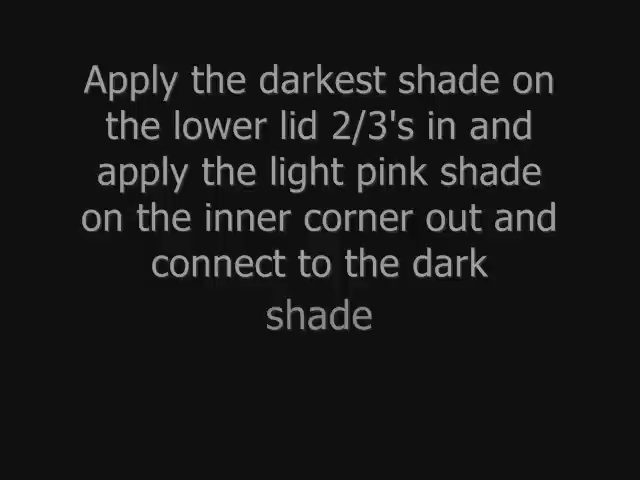 Apply the darkest shade on
the lower lid 2/3's in and
apply the light pink shade
on the inner corner out and
connect to the dark
shade